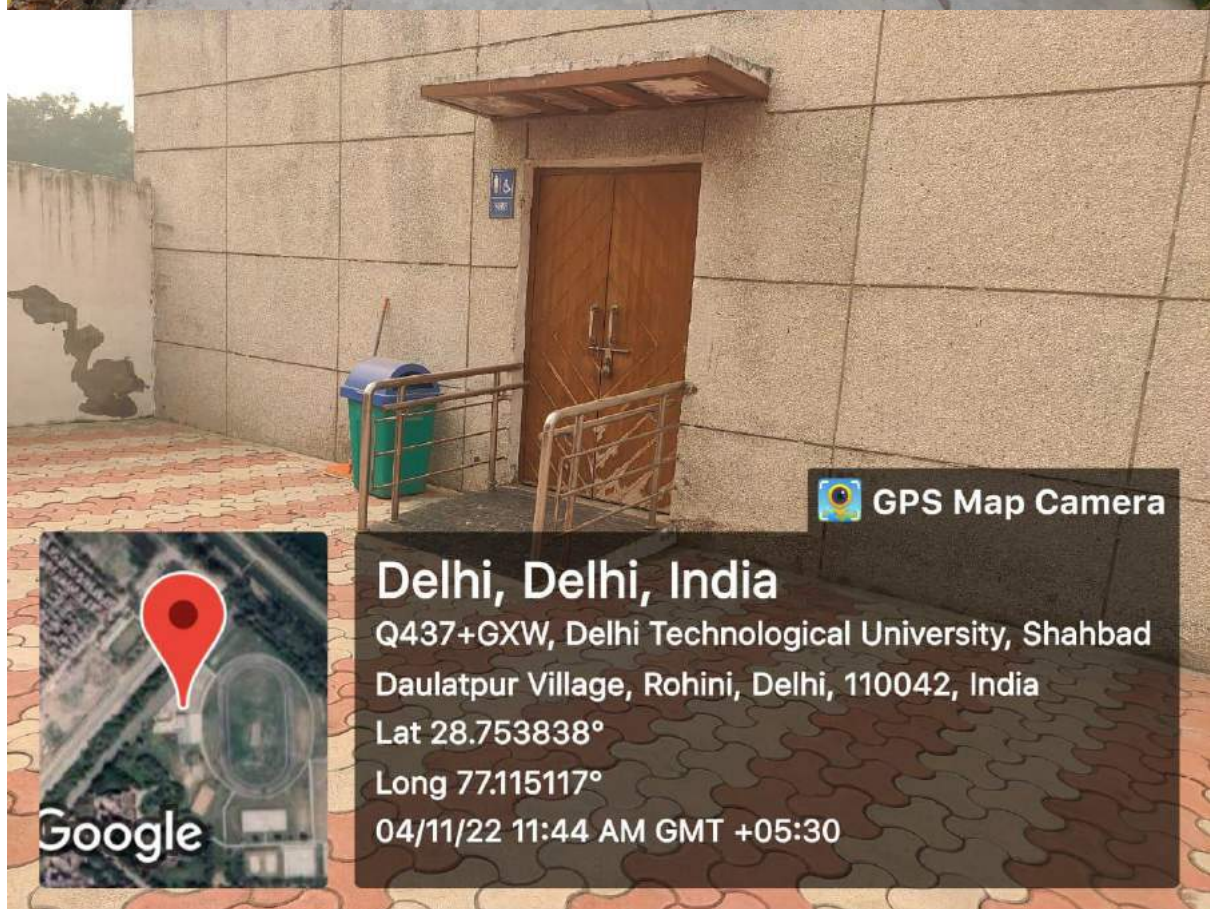 GPS Map Camera
Delhi, Delhi, India
Q437+GXW, Delhi Technological University, Shahbad
Daulatpur Village, Rohini, Delhi, 110042, India
Lat 28.753838°
Long 77.115117°
04/11/22 11:44 AM GMT +05:30
Google